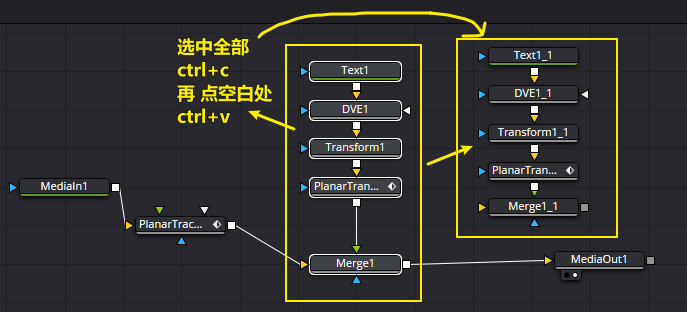 选中全部
ctrl+c
再 点空白处
ctrl+v
Text1
DVE1
Transform1
PlanarTran...
Merge1
Text1_1
DVE1_1
Transform1_1
PlanarTran...
Merge1_1
MediaIn1
PlanarTrac...
MediaOut1